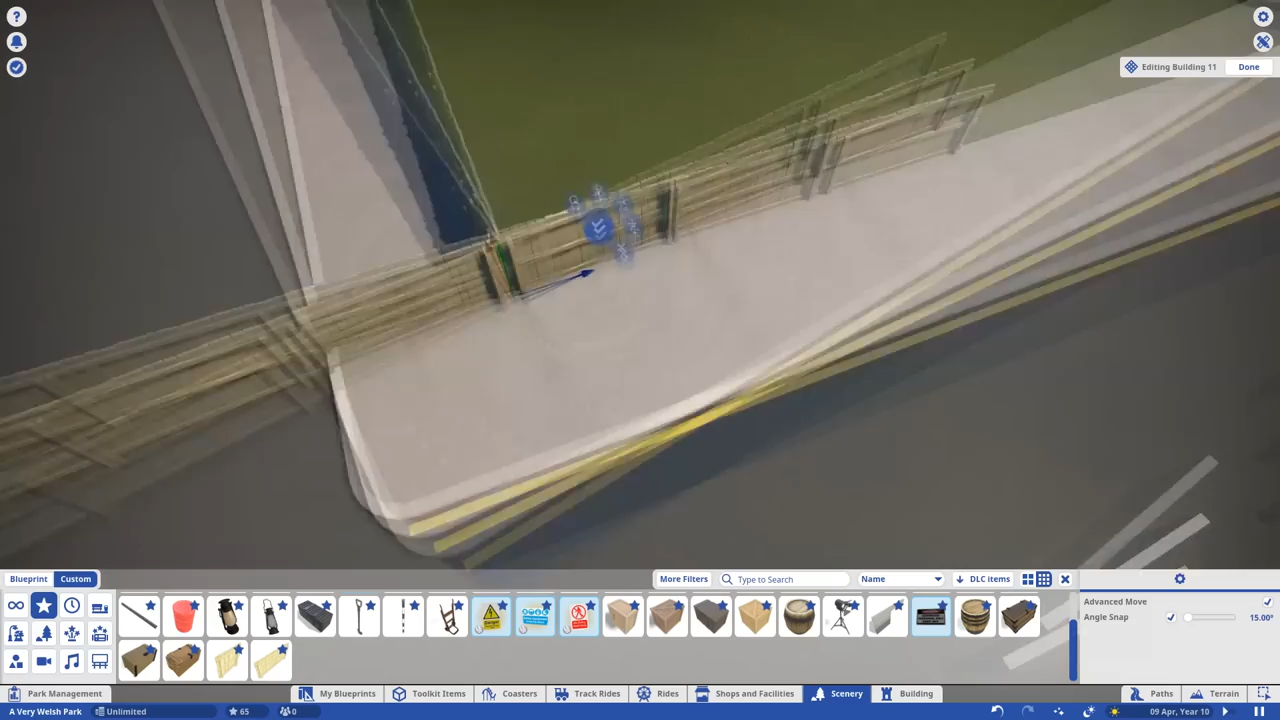 Editing Building 11
Done
Blueprint
Custom
More Filters
Type to Search
Name
DLC items
Advanced Move
Angle Snap
15.00°
Park Management
My Blueprints
Toolkit Items
Coasters
Track Rides
Rides
Shops and Facilities
Scenery
Building
Paths
Terrain
A Very Welsh Park
Unlimited
65
0
09 Apr, Year 10